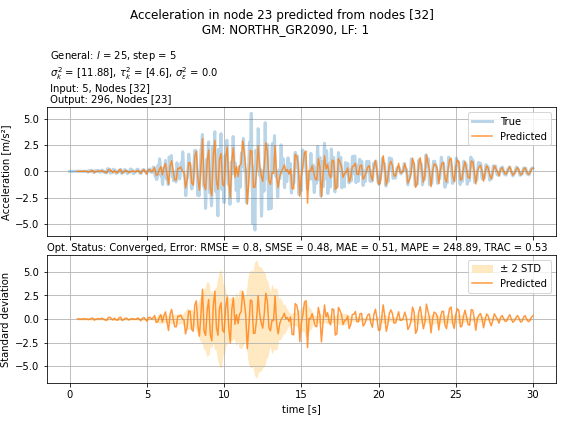 Acceleration in node 23 predicted from nodes [32]
GM: NORTHR_GR2090, LF: 1
General: l = 25, step = 5
σ²ₖ = [11.88], τ²ₖ = [4.6], σ²ε = 0.0
Input: 5, Nodes [32]
Output: 296, Nodes [23]
Acceleration [m/s²]
5.0
2.5
0.0
−2.5
−5.0
True
Predicted
Opt. Status: Converged, Error: RMSE = 0.8, SMSE = 0.48, MAE = 0.51, MAPE = 248.89, TRAC = 0.53
Standard deviation
5.0
2.5
0.0
−2.5
−5.0
± 2 STD
Predicted
0 5 10 15 20 25 30
time [s]